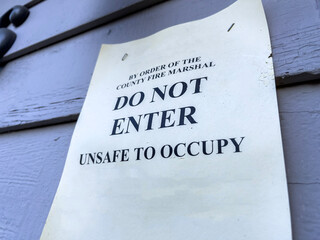 BY ORDER OF THE
COUNTY FIRE MARSHAL
DO NOT
ENTER
UNSAFE TO OCCUPY